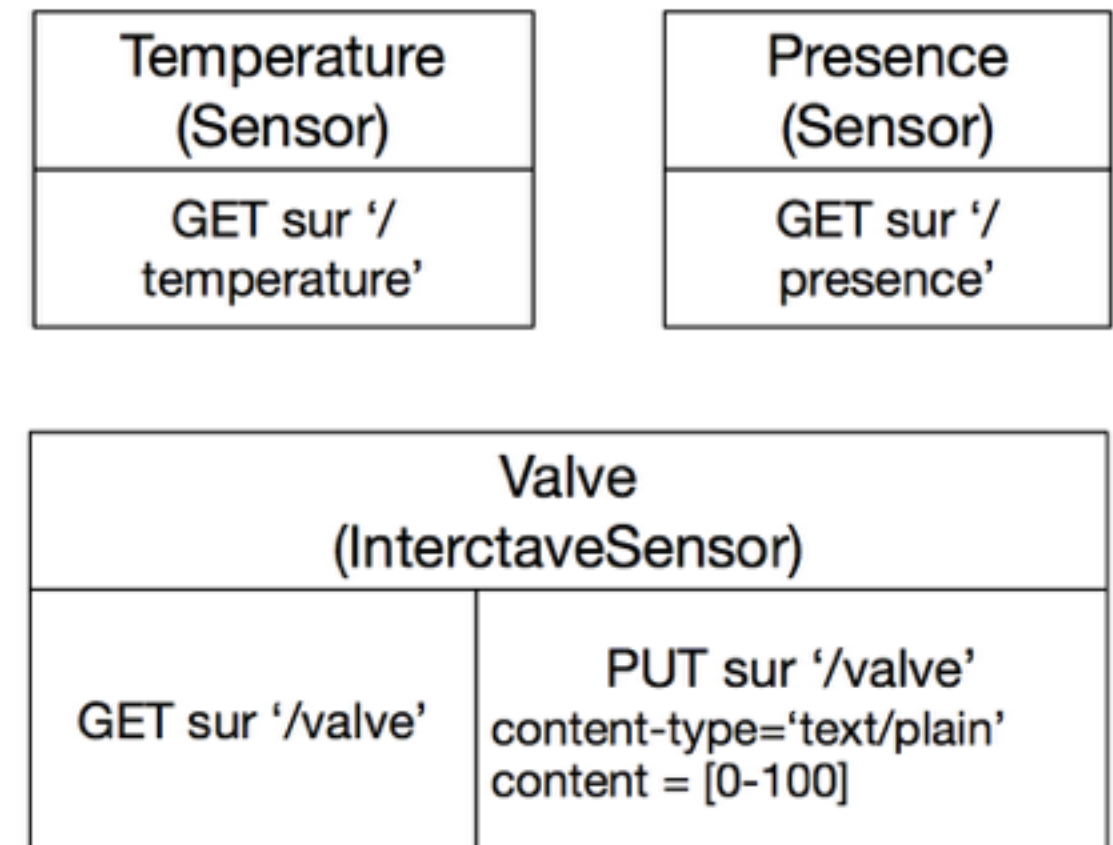 Temperature
(Sensor)
GET sur ‘/
temperature’
Presence
(Sensor)
GET sur ‘/
presence’
Valve
(InterctaveSensor)
GET sur ‘/valve’
PUT sur ‘/valve’
content-type=‘text/plain’
content = [0-100]